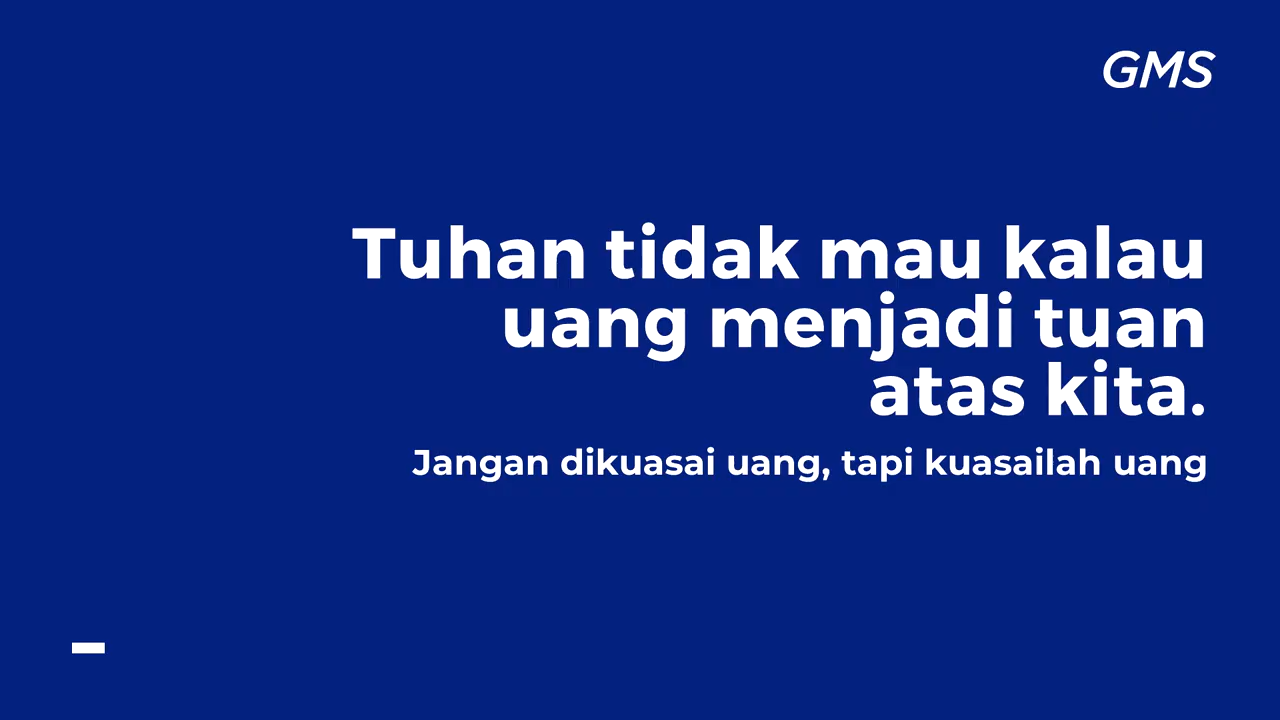 GMS
Tuhan tidak mau kalau
uang menjadi tuan
atas kita.
Jangan dikuasai uang, tapi kuasailah uang